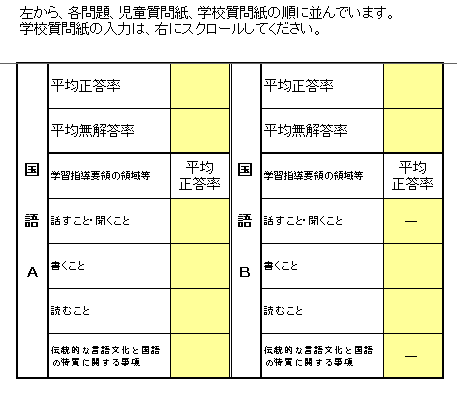 左から、各問題、児童質問紙、学校質問紙の順に並んでいます。
学校質問紙の入力は、右にスクロールしてください。
国語A
平均正答率
平均無解答率
学習指導要領の領域等
平均正答率
話すこと・聞くこと
書くこと
読むこと
伝統的な言語文化と国語
の特質に関する事項
国語B
平均正答率
平均無解答率
学習指導要領の領域等
平均正答率
話すこと・聞くこと
―
書くこと
読むこと
伝統的な言語文化と国語
の特質に関する事項
―